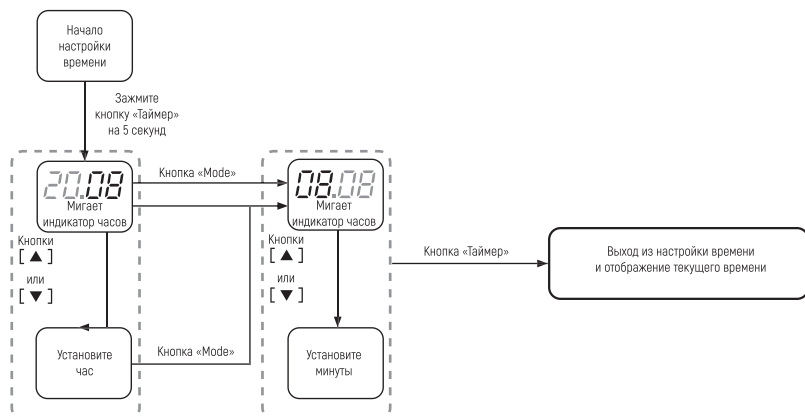 Начало
настройки
времени
Зажмите
кнопку «Таймер»
на 5 секунд
20.08
Мигает
индикатор часов
Кнопка «Mode»
08.08
Мигает
индикатор часов
Кнопки
[▲]
или
[▼]
Кнопки
[▲]
или
[▼]
Кнопка «Таймер»
Выход из настройки времени
и отображение текущего времени
Установите
час
Кнопка «Mode»
Установите
минуты